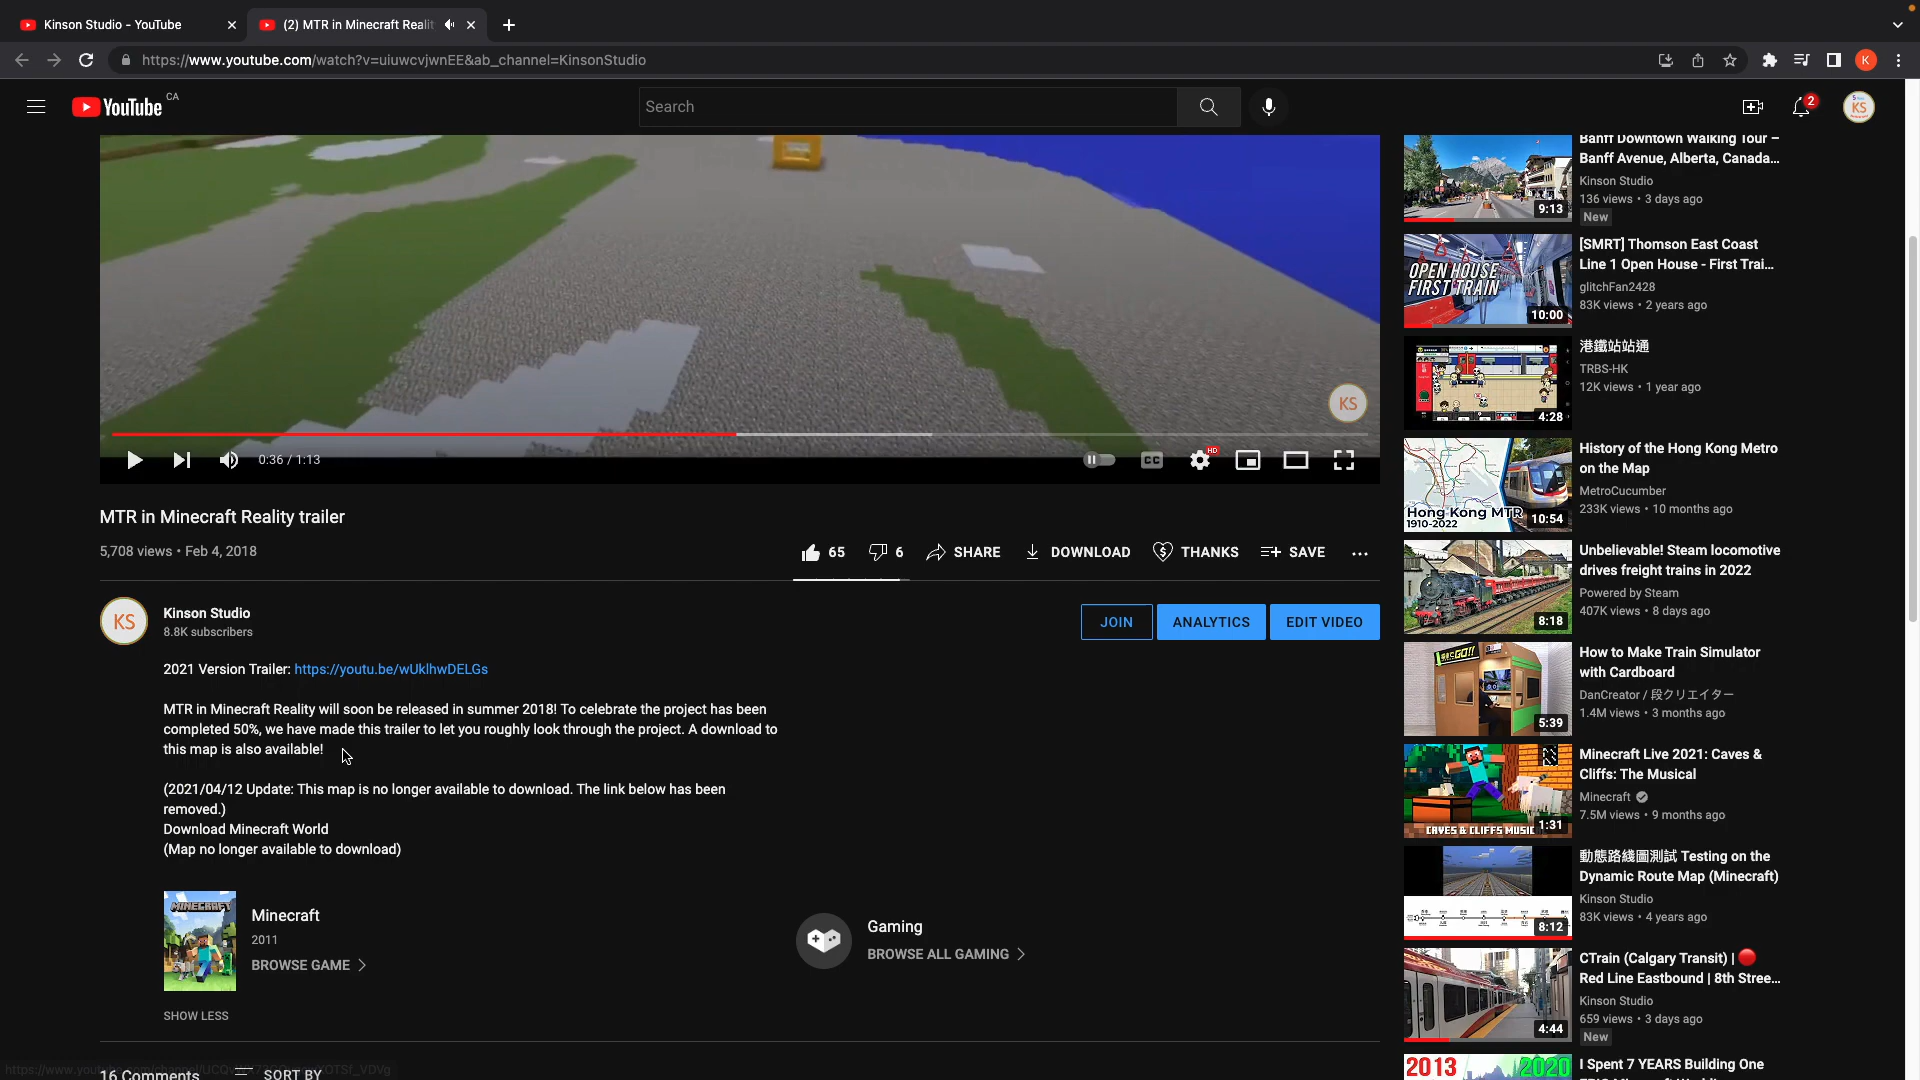 Kinson Studio - YouTube
(2) MTR in Minecraft Realit
https://www.youtube.com/watch?v=uiuwcvjwnEE&ab_channel=KinsonStudio
K
YouTube CA
Search
2
KS
KS
0:36 / 1:13
CC
HD
MTR in Minecraft Reality trailer
5,708 views • Feb 4, 2018
65
6
SHARE
DOWNLOAD
THANKS
SAVE
KS
Kinson Studio
8.8K subscribers
JOIN
ANALYTICS
EDIT VIDEO
2021 Version Trailer: https://youtu.be/wUklhwDELGs
MTR in Minecraft Reality will soon be released in summer 2018! To celebrate the project has been
completed 50%, we have made this trailer to let you roughly look through the project. A download to
this map is also available!
(2021/04/12 Update: This map is no longer available to download. The link below has been
removed.)
Download Minecraft World
(Map no longer available to download)
MINECRAFT
Minecraft
2011
BROWSE GAME
Gaming
BROWSE ALL GAMING
SHOW LESS
16 Comments
SORT BY
Banff Downtown Walking Tour –
Banff Avenue, Alberta, Canada...
Kinson Studio
136 views • 3 days ago
New
9:13
[SMRT] Thomson East Coast
Line 1 Open House - First Trai...
glitchFan2428
83K views • 2 years ago
OPEN HOUSE
FIRST TRAIN
10:00
港鐵站站通
TRBS-HK
12K views • 1 year ago
4:28
History of the Hong Kong Metro
on the Map
MetroCucumber
233K views • 10 months ago
Hong Kong MTR
1910-2022
10:54
Unbelievable! Steam locomotive
drives freight trains in 2022
Powered by Steam
407K views • 8 days ago
8:18
How to Make Train Simulator
with Cardboard
DanCreator / 段クリエイター
1.4M views • 3 months ago
5:39
Minecraft Live 2021: Caves &
Cliffs: The Musical
Minecraft
7.5M views • 9 months ago
CAVES & CLIFFS MUSIC
1:31
動態路綫圖測試 Testing on the
Dynamic Route Map (Minecraft)
Kinson Studio
83K views • 4 years ago
8:12
CTrain (Calgary Transit) | 🔴
Red Line Eastbound | 8th Stree...
Kinson Studio
659 views • 3 days ago
New
4:44
2013
2020
I Spent 7 YEARS Building One